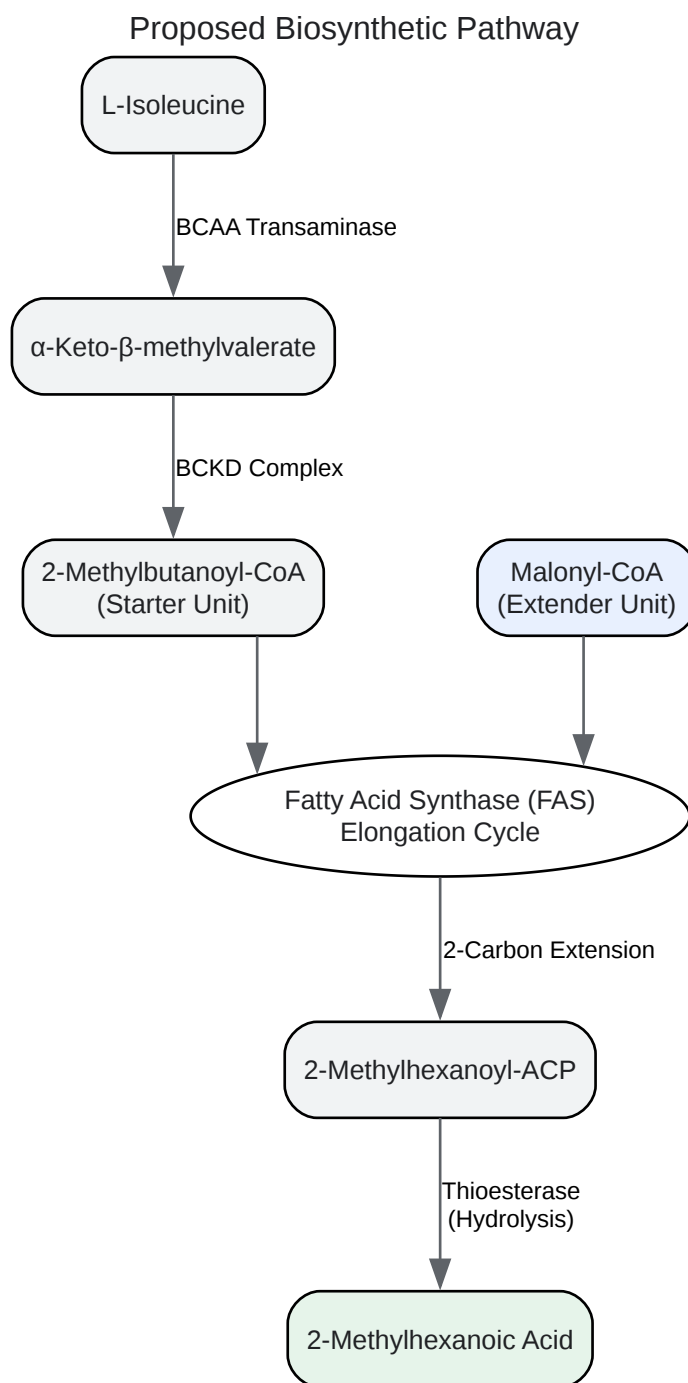 Proposed Biosynthetic Pathway
L-Isoleucine
BCAA Transaminase
α-Keto-β-methylvalerate
BCKD Complex
2-Methylbutanoyl-CoA
(Starter Unit)
Malonyl-CoA
(Extender Unit)
Fatty Acid Synthase (FAS)
Elongation Cycle
2-Carbon Extension
2-Methylhexanoyl-ACP
Thioesterase
(Hydrolysis)
2-Methylhexanoic Acid